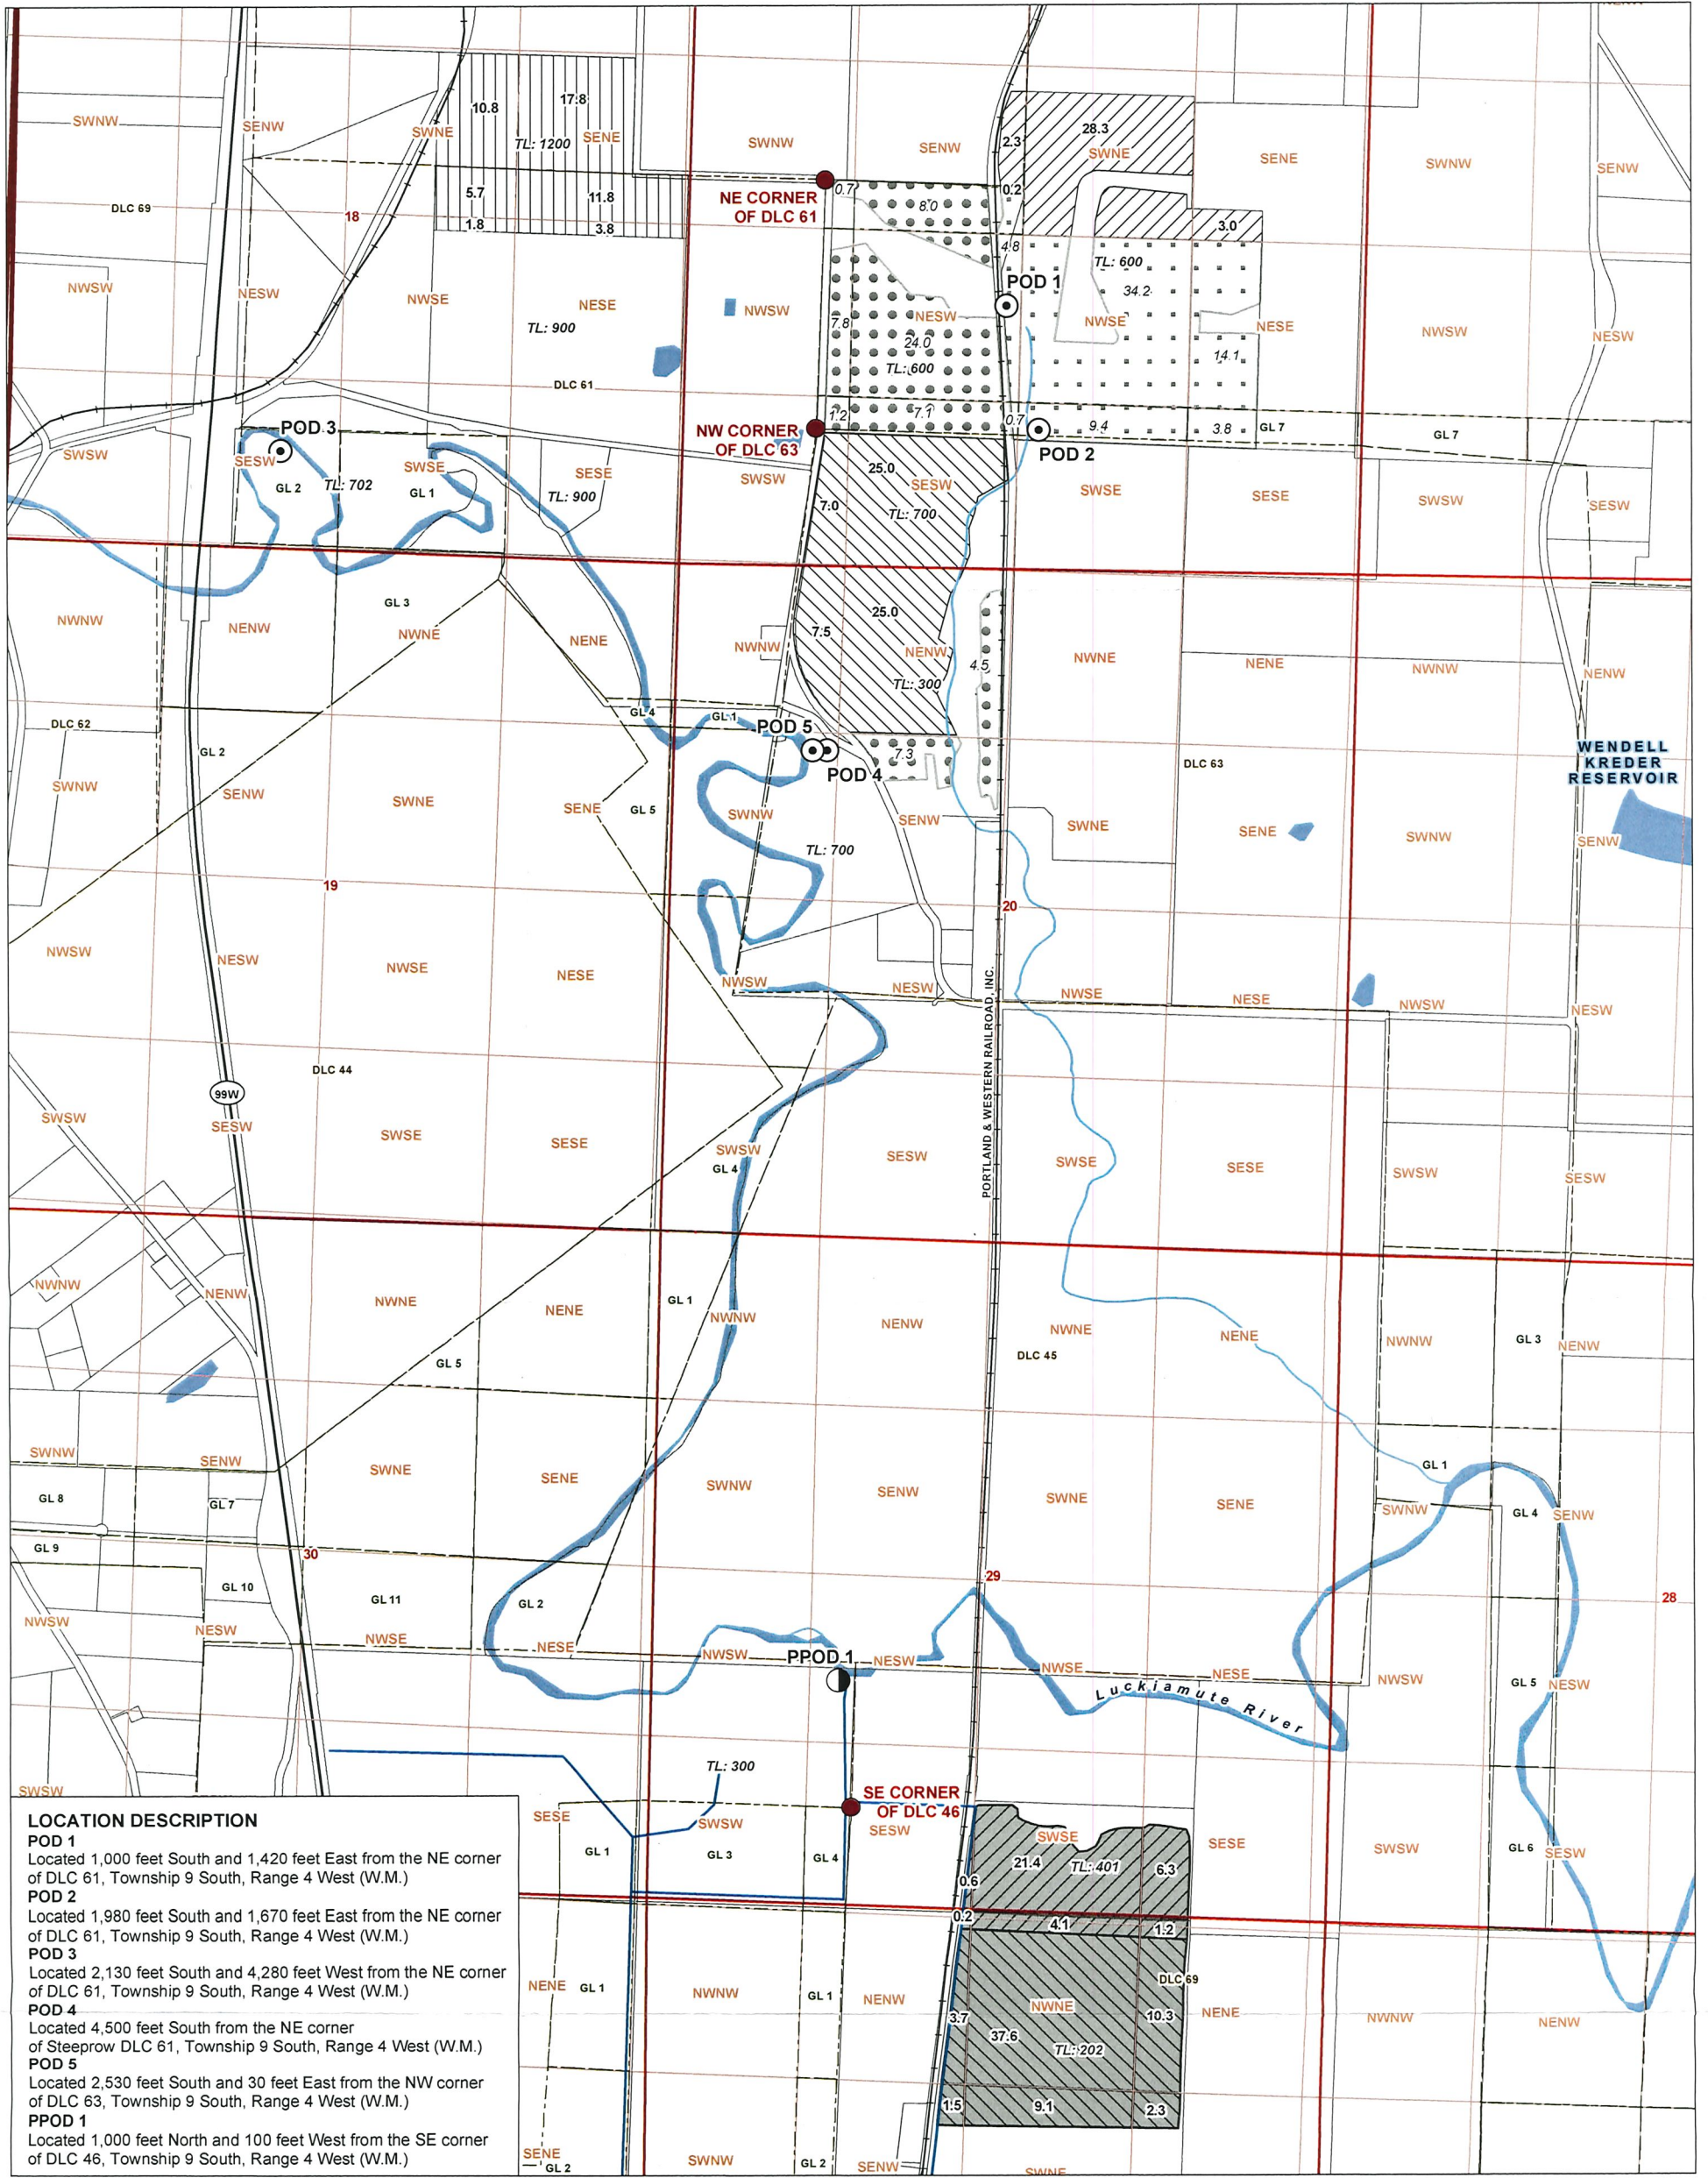 SWNW
SENW
SWNE
10.8
17.8
SENE
TL: 1200
SWNW
SENW
2.3
28.3
SWNE
SENE
SWNW
SENW
DLC 69
18
5.7
11.8
1.8
3.8
NE CORNER
OF DLC 61
0.7
8.0
0.2
3.0
4.8
TL: 600
34.2
POD 1
NWSW
NESW
NWSE
NESE
TL: 900
NWSW
7.8
NESW
24.0
TL: 600
NWSE
NESE
14.1
NWSW
NESW
DLC 61
1.2
7.1
0.7
9.4
3.8
GL 7
GL 7
POD 3
NW CORNER
OF DLC 63
POD 2
SWSW
SESW
GL 2
TL: 702
SWSE
GL 1
SESE
TL: 900
SWSW
25.0
SESW
7.0
TL: 700
SWSE
SESE
SWSW
SESW
GL 3
NWNW
NENW
NWNE
NENE
NWNW
7.5
25.0
NENW
TL: 300
4.5
NWNE
NENE
NWNW
NENW
DLC 62
GL 2
GL 4
GL 1
POD 5
POD 4
7.3
DLC 63
WENDELL
KREDER
RESERVOIR
SWNW
SENW
SWNE
SENE
GL 5
SWNW
SENW
TL: 700
SWNE
SENE
SWNW
SENW
19
20
NWSW
NESW
NWSE
NESE
NWSW
NESW
NWSE
NESE
NWSW
NESW
PORTLAND & WESTERN RAILROAD, INC.
DLC 44
99W
SWSW
SESW
SWSE
SESE
SWSW
GL 4
SESW
SWSE
SESE
SWSW
SESW
NWNW
NENW
NWNE
NENE
GL 1
NWNW
NENW
NWNE
NENE
NWNW
GL 3
NENW
DLC 45
GL 5
SWNW
SENW
SWNE
SENE
SWNW
SENW
SWNE
SENE
GL 1
SWNW
GL 4
SENW
GL 8
GL 7
GL 9
30
29
28
GL 10
GL 11
GL 2
NWSW
NESW
NWSE
NESE
NWSW
PPOD 1
NESW
NWSE
NESE
NWSW
GL 5
NESW
Luckiamute River
SWSW
TL: 300
SE CORNER
OF DLC 46
SESE
SWSW
SESW
SWSE
SESE
SWSW
GL 6
SESW
GL 1
GL 3
GL 4
21.4
TL: 401
6.3
0.6
0.2
4.1
1.2
DLC 69
NENE
GL 1
NWNW
GL 1
NENW
NWNE
NENE
NWNW
NENW
3.7
37.6
10.3
TL: 202
1.5
9.1
2.3
SENE
GL 2
SWNW
GL 2
SENW
SWNE
LOCATION DESCRIPTION
POD 1
Located 1,000 feet South and 1,420 feet East from the NE corner
of DLC 61, Township 9 South, Range 4 West (W.M.)
POD 2
Located 1,980 feet South and 1,670 feet East from the NE corner
of DLC 61, Township 9 South, Range 4 West (W.M.)
POD 3
Located 2,130 feet South and 4,280 feet West from the NE corner
of DLC 61, Township 9 South, Range 4 West (W.M.)
POD 4
Located 4,500 feet South from the NE corner
of Steeprow DLC 61, Township 9 South, Range 4 West (W.M.)
POD 5
Located 2,530 feet South and 30 feet East from the NW corner
of DLC 63, Township 9 South, Range 4 West (W.M.)
PPOD 1
Located 1,000 feet North and 100 feet West from the SE corner
of DLC 46, Township 9 South, Range 4 West (W.M.)